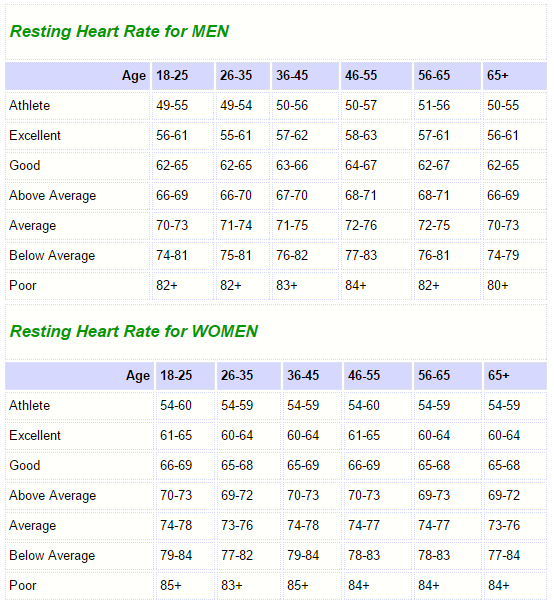 Resting Heart Rate for MEN
Age 18-25 26-35 36-45 46-55 56-65 65+
Athlete 49-55 49-54 50-56 50-57 51-56 50-55
Excellent 56-61 55-61 57-62 58-63 57-61 56-61
Good 62-65 62-65 63-66 64-67 62-67 62-65
Above Average 66-69 66-70 67-70 68-71 68-71 66-69
Average 70-73 71-74 71-75 72-76 72-75 70-73
Below Average 74-81 75-81 76-82 77-83 76-81 74-79
Poor 82+ 82+ 83+ 84+ 82+ 80+
Resting Heart Rate for WOMEN
Age 18-25 26-35 36-45 46-55 56-65 65+
Athlete 54-60 54-59 54-59 54-60 54-59 54-59
Excellent 61-65 60-64 60-64 61-65 60-64 60-64
Good 66-69 65-68 65-69 66-69 65-68 65-68
Above Average 70-73 69-72 70-73 70-73 69-73 69-72
Average 74-78 73-76 74-78 74-77 74-77 73-76
Below Average 79-84 77-82 79-84 78-83 78-83 77-84
Poor 85+ 83+ 85+ 84+ 84+ 84+